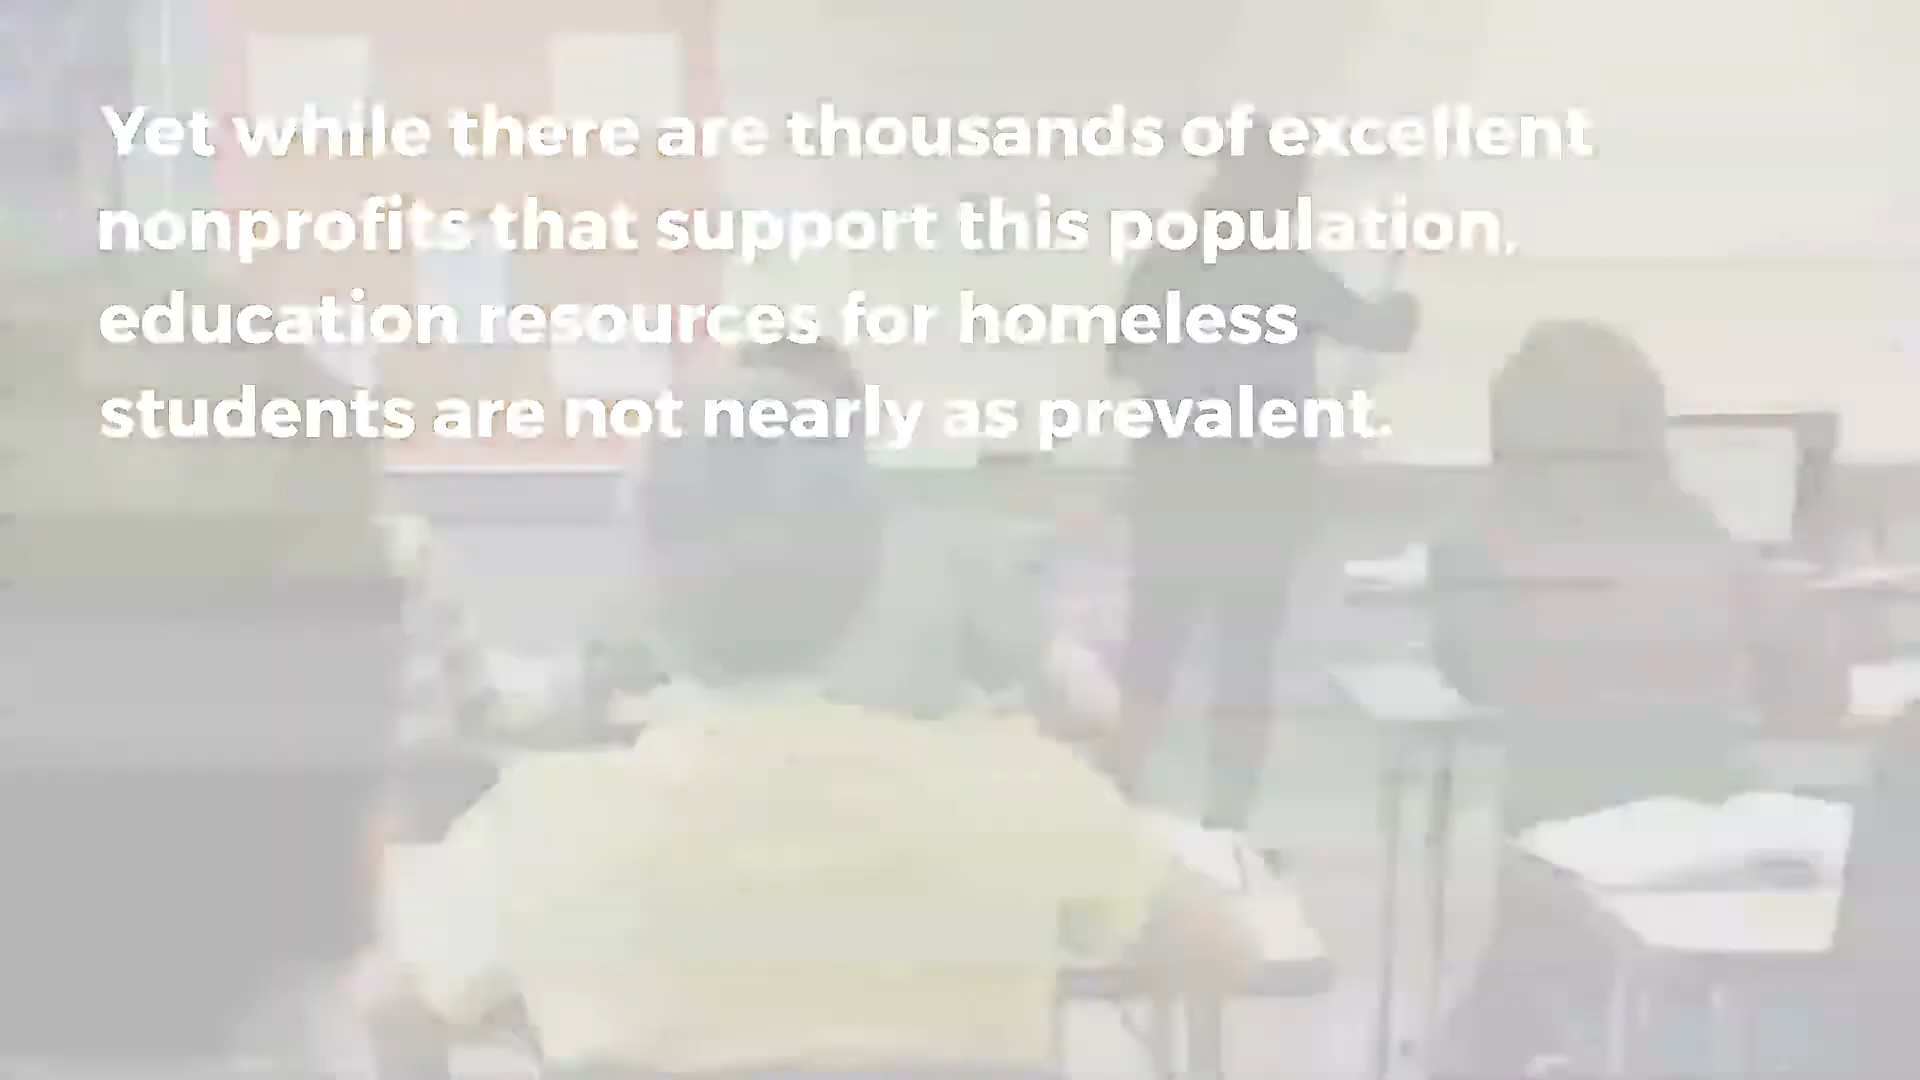 Yet while there are thousands of excellent
nonprofits that support this population,
education resources for homeless
students are not nearly as prevalent.